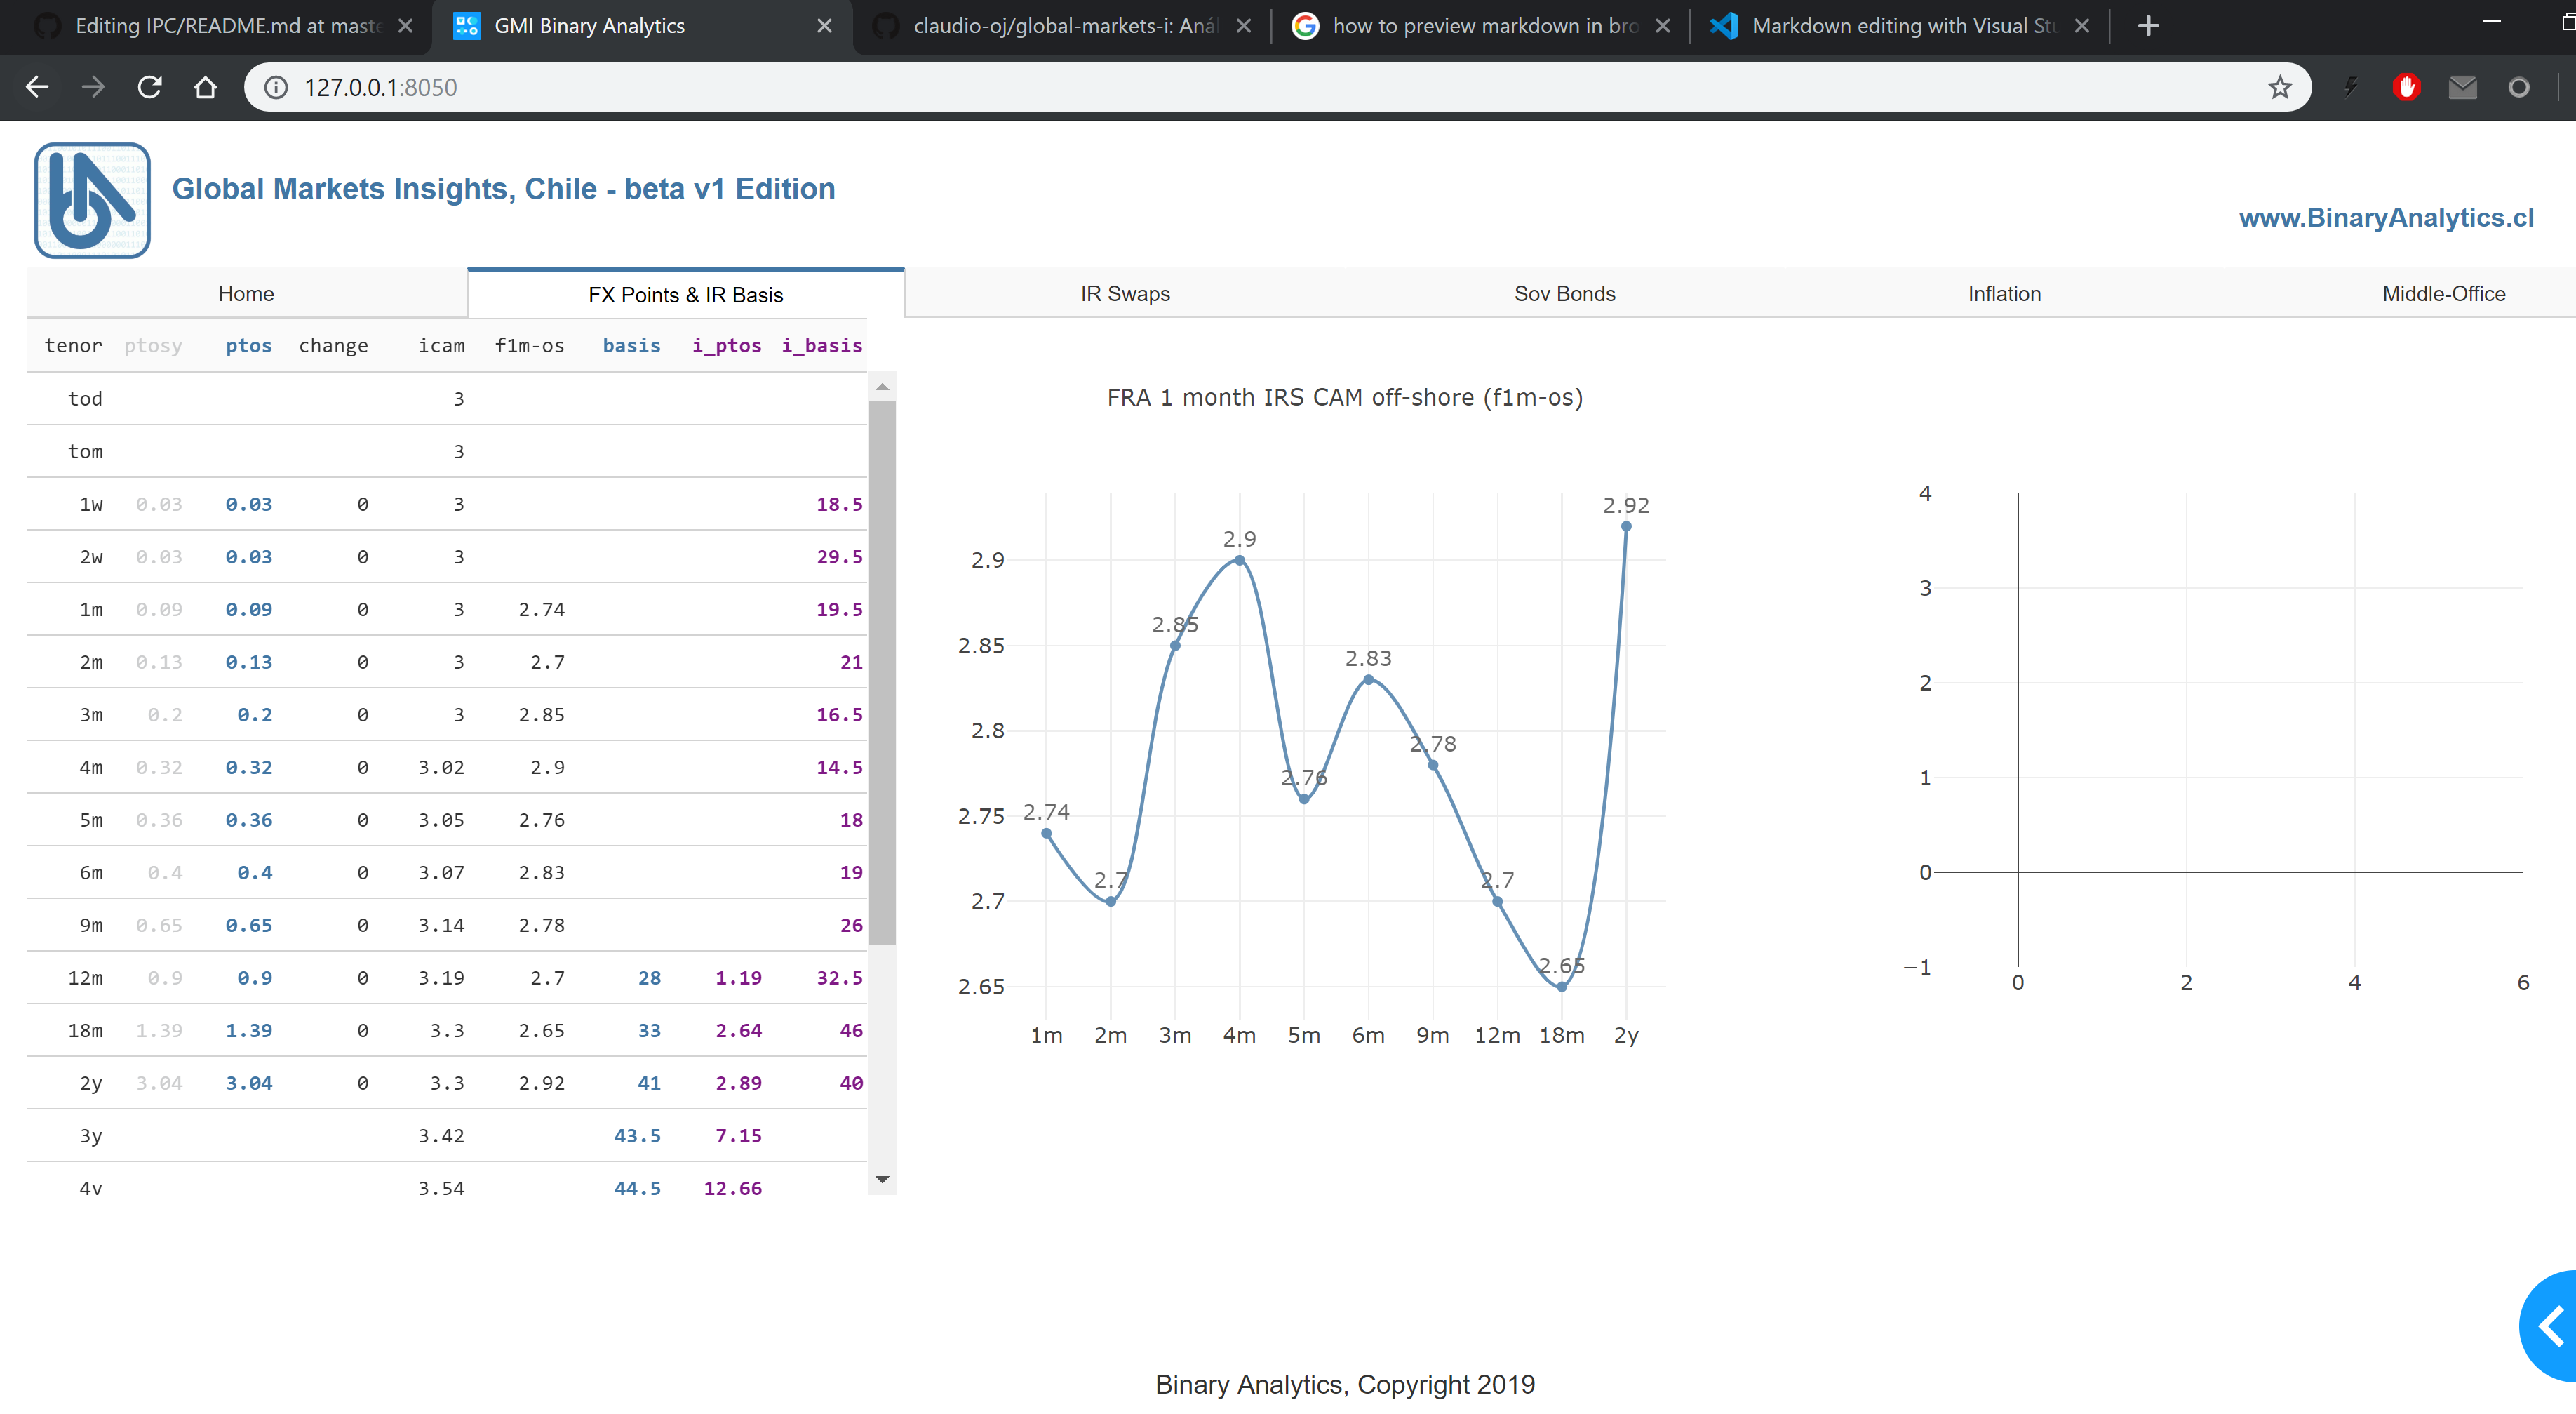 Editing IPC/README.md at maste
GMI Binary Analytics
claudio-oj/global-markets-i: Anál
how to preview markdown in bro
Markdown editing with Visual Stu
127.0.0.1:8050
Global Markets Insights, Chile - beta v1 Edition
www.BinaryAnalytics.cl
Home FX Points & IR Basis IR Swaps Sov Bonds Inflation Middle-Office
tenor ptosy ptos change icam f1m-os basis i_ptos i_basis
tod 3
tom 3
1w 0.03 0.03 0 3 18.5
2w 0.03 0.03 0 3 29.5
1m 0.09 0.09 0 3 2.74 19.5
2m 0.13 0.13 0 3 2.7 21
3m 0.2 0.2 0 3 2.85 16.5
4m 0.32 0.32 0 3.02 2.9 14.5
5m 0.36 0.36 0 3.05 2.76 18
6m 0.4 0.4 0 3.07 2.83 19
9m 0.65 0.65 0 3.14 2.78 26
12m 0.9 0.9 0 3.19 2.7 28 1.19 32.5
18m 1.39 1.39 0 3.3 2.65 33 2.64 46
2y 3.04 3.04 0 3.3 2.92 41 2.89 40
3y 3.42 43.5 7.15
4y 3.54 44.5 12.66
FRA 1 month IRS CAM off-shore (f1m-os)
2.9
2.85
2.8
2.75
2.7
2.65
2.74
2.7
2.85
2.9
2.76
2.83
2.78
2.7
2.65
2.92
1m 2m 3m 4m 5m 6m 9m 12m 18m 2y
4
3
2
1
0
−1
0 2 4 6
Binary Analytics, Copyright 2019